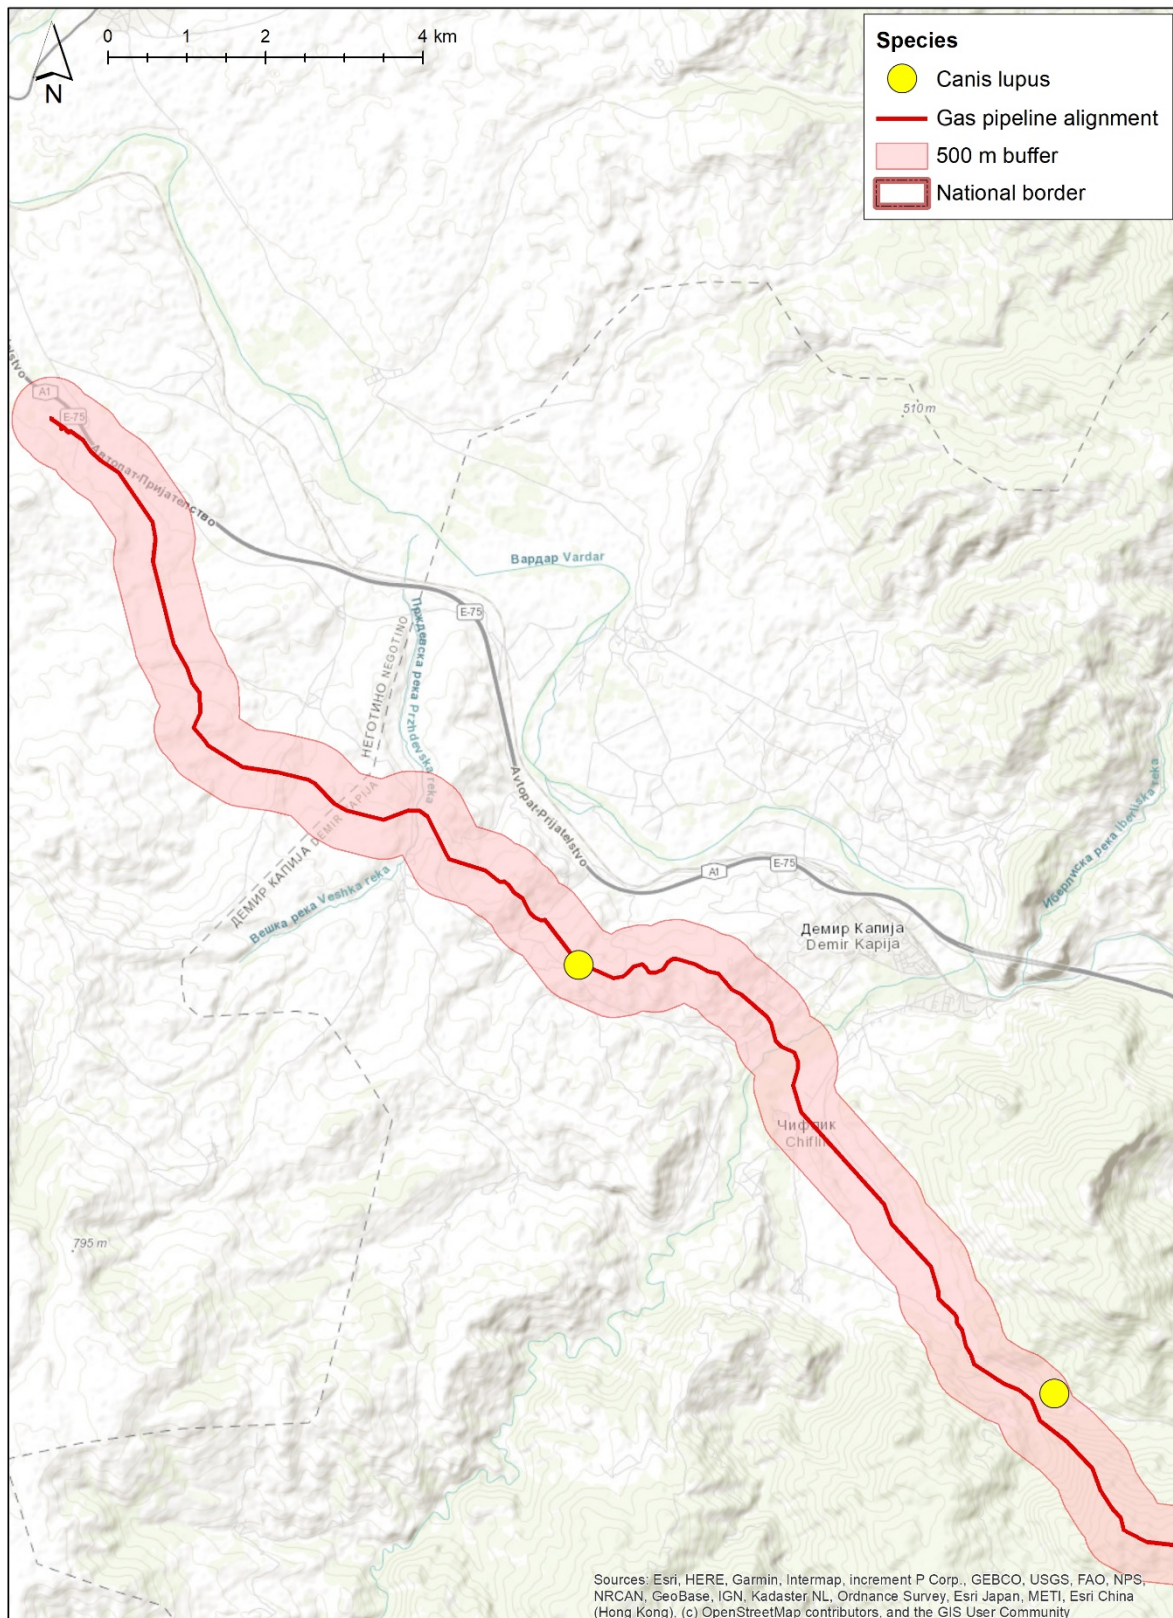 0 1 2 4 km
N
Species
Canis lupus
Gas pipeline alignment
500 m buffer
National border
A1
E-75
Автопат-Пријателство
510 m
Вардар Vardar
E-75
Прждевска река Przhdevska reka
НЕГОТИНО NEGOTINO
ДЕМИР КАПИЈА DEMIR KAPIJA
Avtopat-Prijatelstvo
Вешка река Veshka reka
A1
E-75
Иберлиска река Iberliska reka
Демир Капија
Demir Kapija
Чифлик
795 m
Sources: Esri, HERE, Garmin, Intermap, increment P Corp., GEBCO, USGS, FAO, NPS,
NRCAN, GeoBase, IGN, Kadaster NL, Ordnance Survey, Esri Japan, METI, Esri China
(Hong Kong), (c) OpenStreetMap contributors, and the GIS User Community